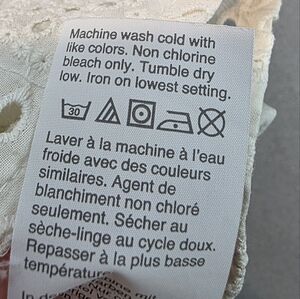 Machine wash cold with
like colors. Non chlorine
bleach only. Tumble dry
low. Iron on lowest setting.
30
Laver à la machine à l'eau
froide avec des couleurs
similaires. Agent de
blanchiment non chloré
seulement. Sécher au
sèche-linge au cycle doux.
Repasser à la plus basse
température